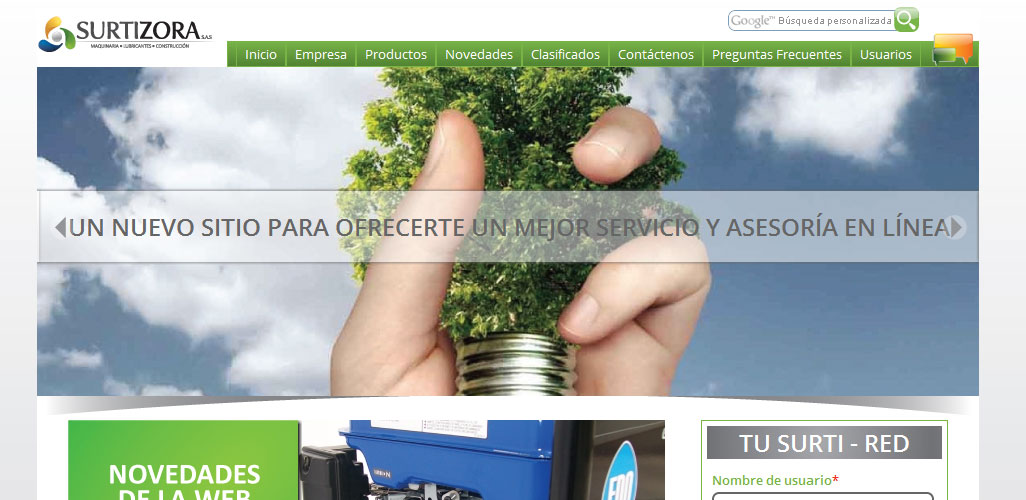 SURTIZORA SAS
MAQUINARIA • LUBRICANTES • CONSTRUCCIÓN
Google™ Búsqueda personalizada
Inicio Empresa Productos Novedades Clasificados Contáctenos Preguntas Frecuentes Usuarios
UN NUEVO SITIO PARA OFRECERTE UN MEJOR SERVICIO Y ASESORÍA EN LÍNEA
NOVEDADES
DE LA WEB
TU SURTI - RED
Nombre de usuario*